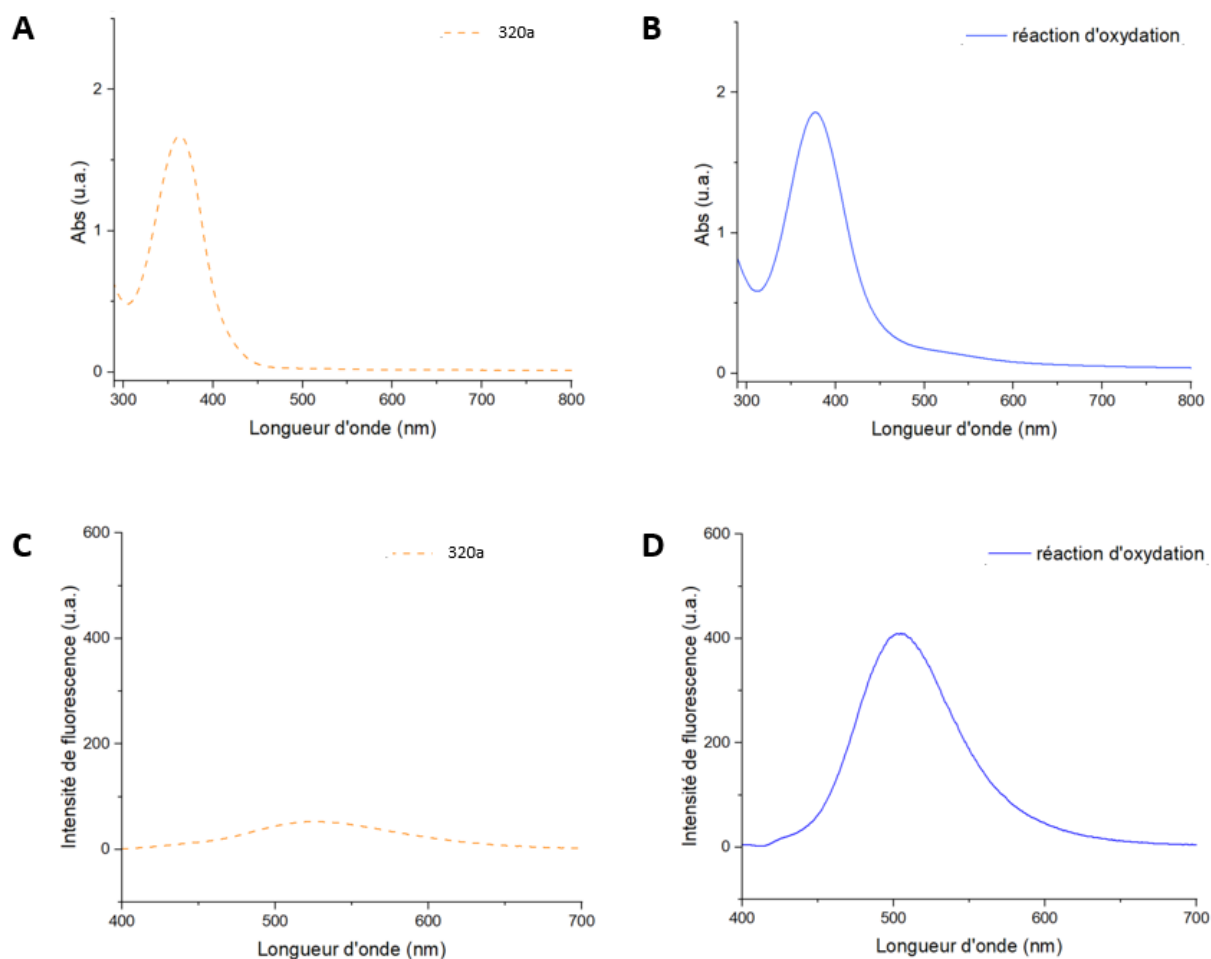 A
320a
2
1
0
Abs (u.a.)
300 400 500 600 700 800
Longueur d'onde (nm)
B
réaction d'oxydation
2
1
0
Abs (u.a.)
300 400 500 600 700 800
Longueur d'onde (nm)
C
320a
600
400
200
0
Intensité de fluorescence (u.a.)
400 500 600 700
Longueur d'onde (nm)
D
réaction d'oxydation
600
400
200
0
Intensité de fluorescence (u.a.)
400 500 600 700
Longueur d'onde (nm)